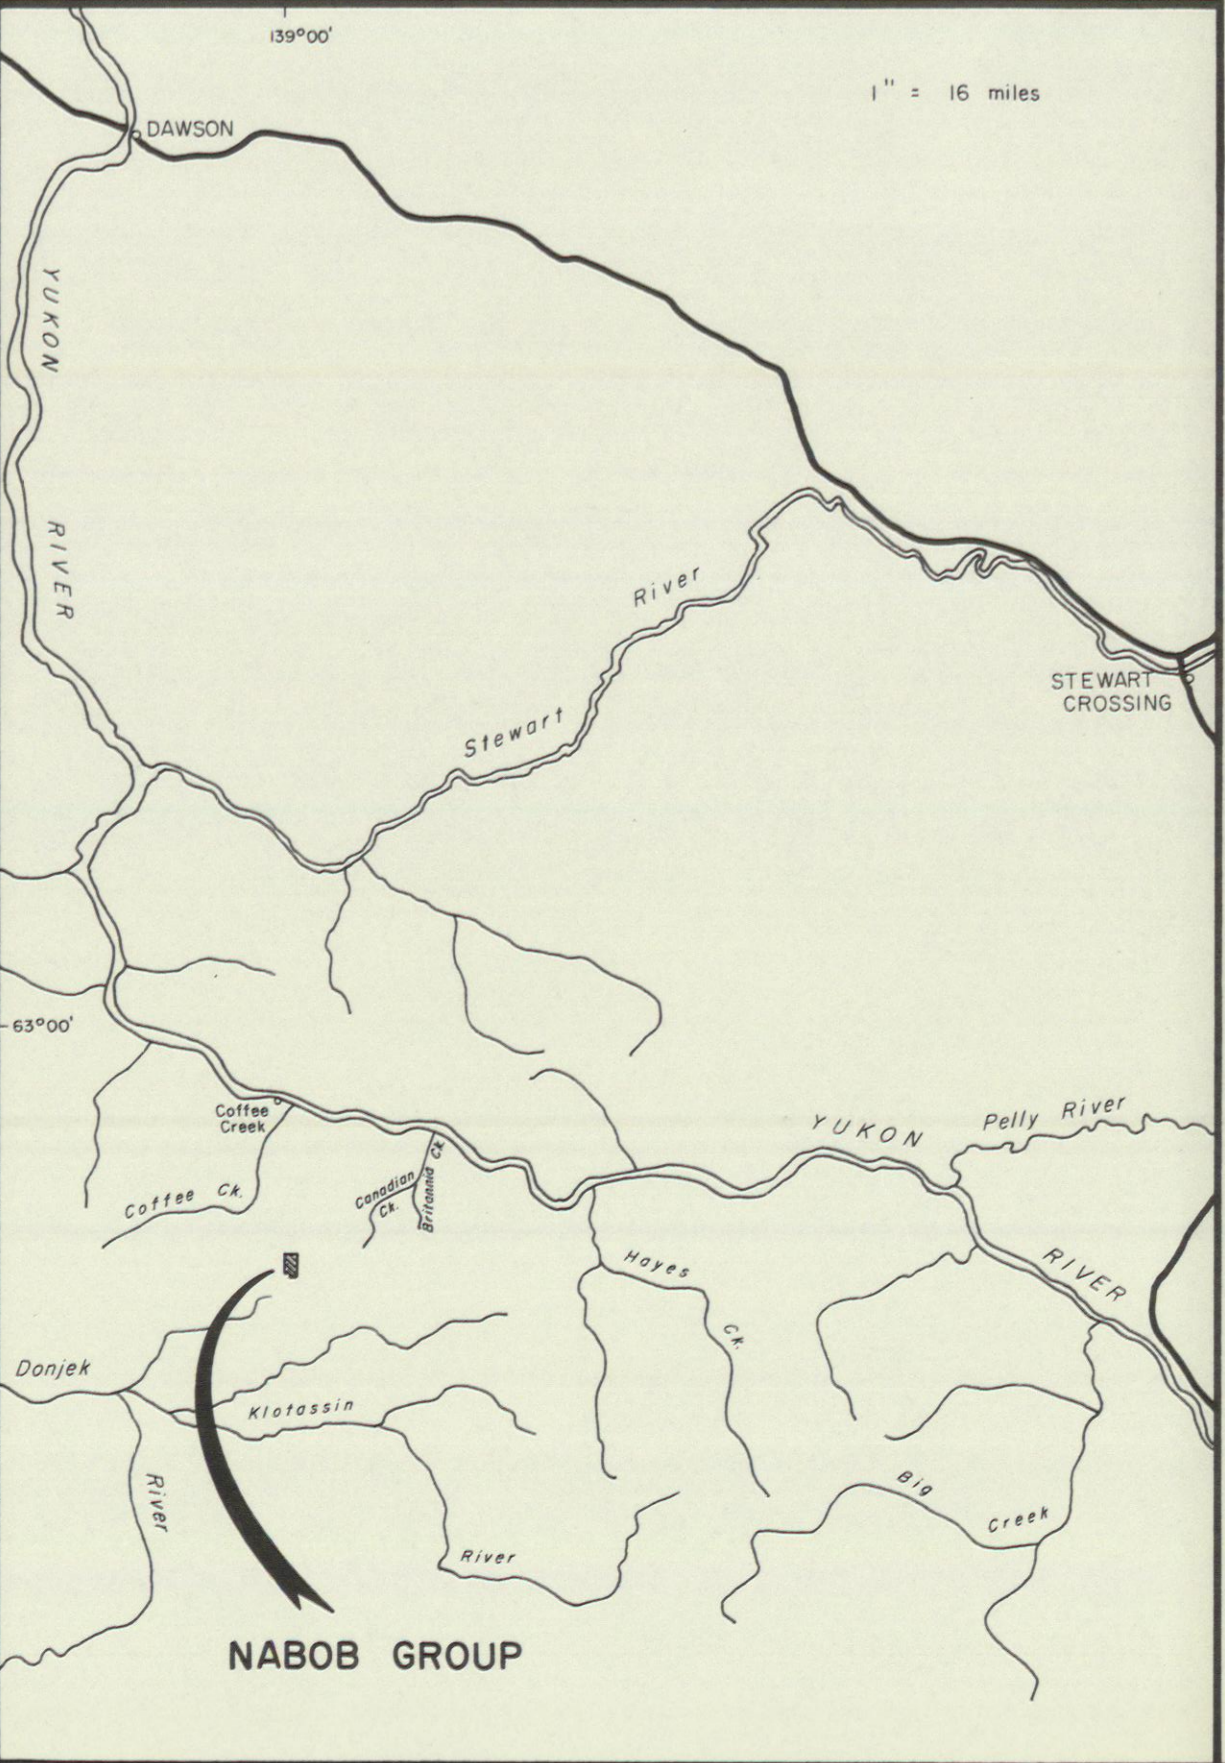 139°00'
1" = 16 miles
DAWSON
YUKON
RIVER
River
Stewart
STEWART
CROSSING
63°00'
Coffee
Creek
YUKON
Pelly River
Canadian
Ck.
Britannia Ck.
Coffee Ck.
Hayes
Ck.
RIVER
Donjek
River
Klotassin
River
Big
Creek
NABOB GROUP